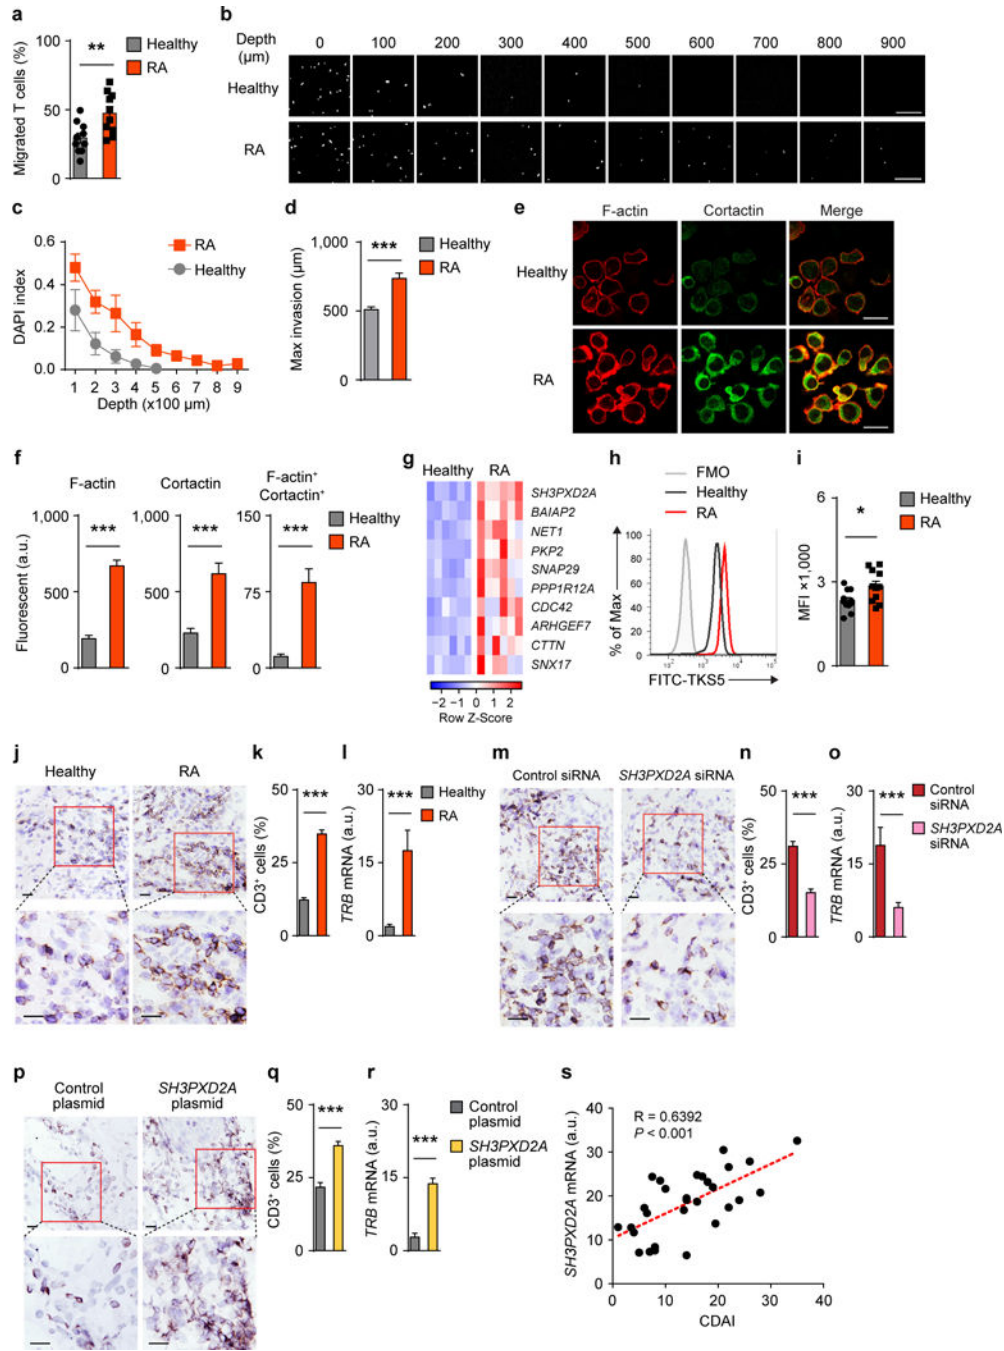 a
Migrated T cells (%)
100
50
0
**
Healthy
RA
b
Depth (µm)
0 100 200 300 400 500 600 700 800 900
Healthy
RA
c
DAPI index
0.6
0.4
0.2
0.0
RA
Healthy
1 2 3 4 5 6 7 8 9
Depth (x100 µm)
d
Max invasion (µm)
1,000
500
0
***
Healthy
RA
e
F-actin Cortactin Merge
Healthy
RA
f
Fluorescent (a.u.)
F-actin
1,000
500
0
***
Cortactin
1,000
500
0
***
F-actin⁺
Cortactin⁺
150
75
0
***
Healthy
RA
g
Healthy RA
SH3PXD2A
BAIAP2
NET1
PKP2
SNAP29
PPP1R12A
CDC42
ARHGEF7
CTTN
SNX17
−2 −1 0 1 2
Row Z-Score
h
FMO
Healthy
RA
% of Max
100
80
60
40
20
0
10² 10³ 10⁴ 10⁵
FITC-TKS5
i
MFI ×1,000
6
3
0
*
Healthy
RA
j
Healthy RA
k
CD3⁺ cells (%)
50
25
0
***
l
TRB mRNA (a.u.)
30
15
0
***
Healthy
RA
m
Control siRNA SH3PXD2A siRNA
n
CD3⁺ cells (%)
50
25
0
***
o
TRB mRNA (a.u.)
30
15
0
***
Control
siRNA
SH3PXD2A
siRNA
p
Control
plasmid
SH3PXD2A
plasmid
q
CD3⁺ cells (%)
50
25
0
***
r
TRB mRNA (a.u.)
30
15
0
***
Control
plasmid
SH3PXD2A
plasmid
s
SH3PXD2A mRNA (a.u.)
40
30
20
10
0
R = 0.6392
P < 0.001
0 10 20 30 40
CDAI